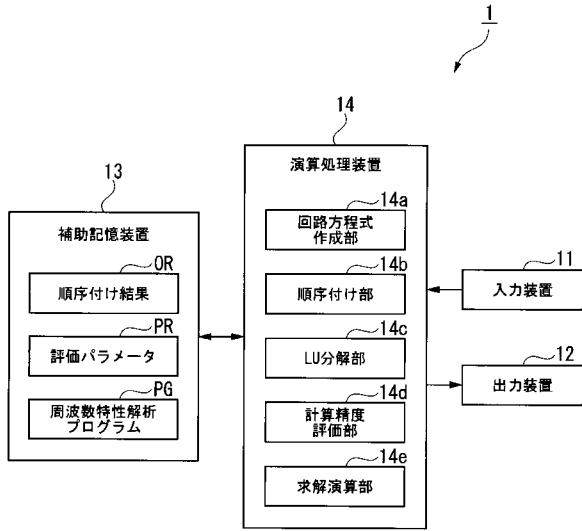 1
14
演算処理装置
13
補助記憶装置
14a
回路方程式
作成部
OR
順序付け結果
14b
順序付け部
11
入力装置
PR
評価パラメータ
14c
LU分解部
12
出力装置
PG
周波数特性解析
プログラム
14d
計算精度
評価部
14e
求解演算部